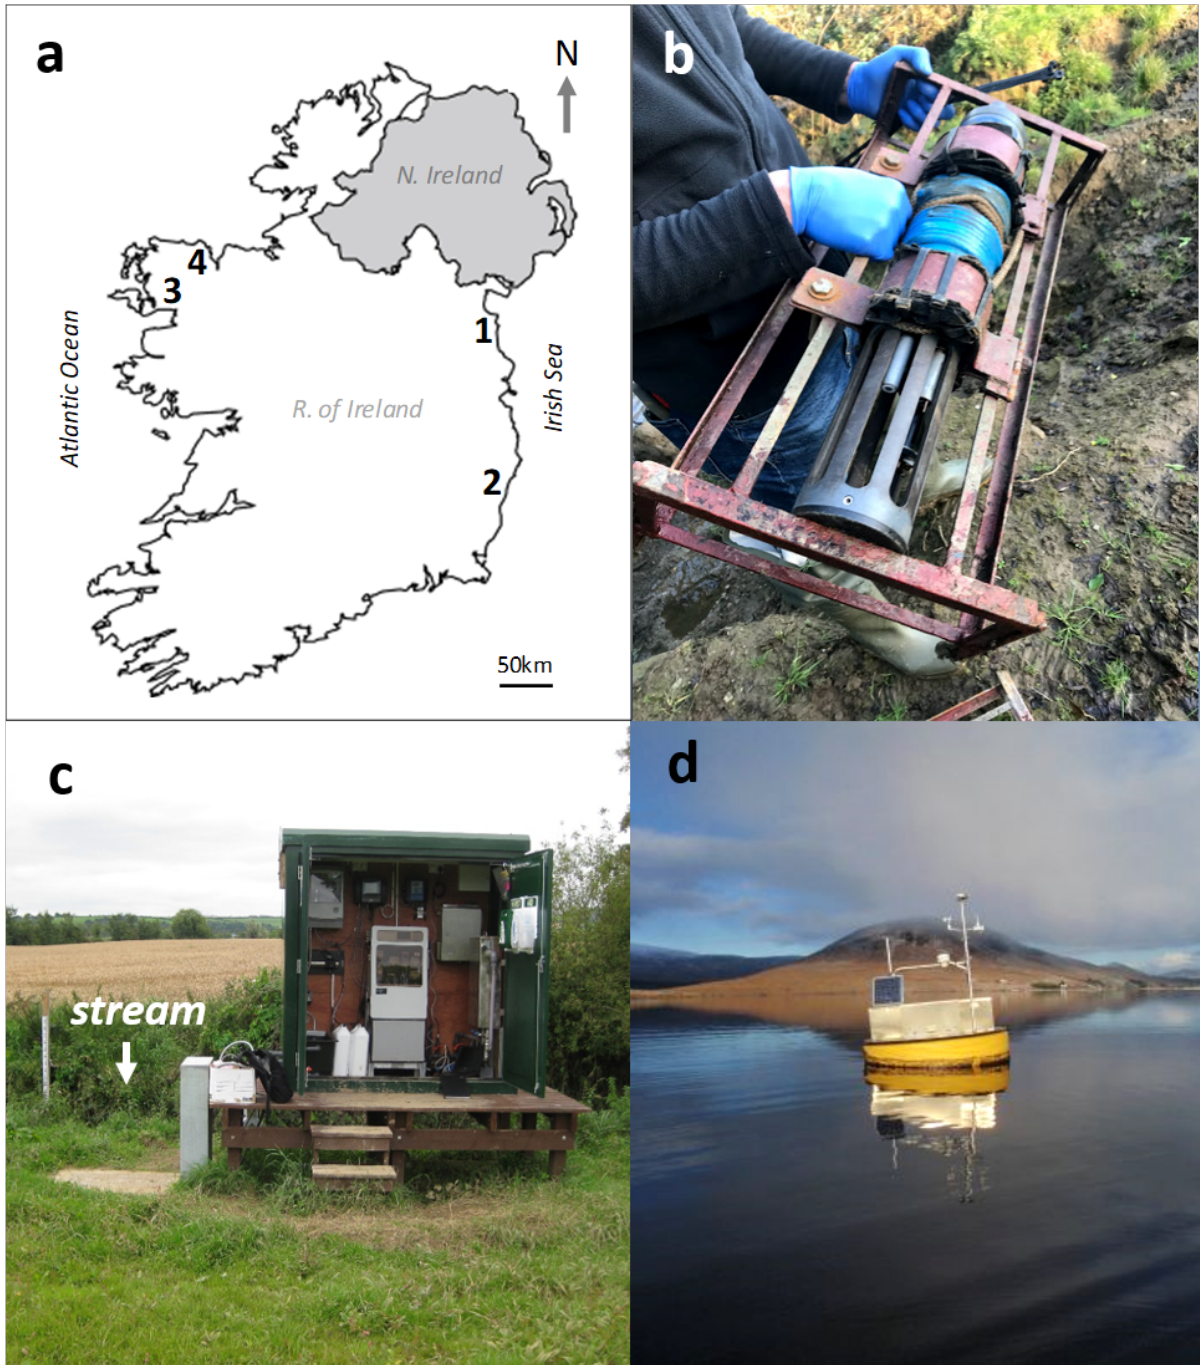 a
N
N. Ireland
4
3
1
Atlantic Ocean
Irish Sea
R. of Ireland
2
50km
b
c
stream
d